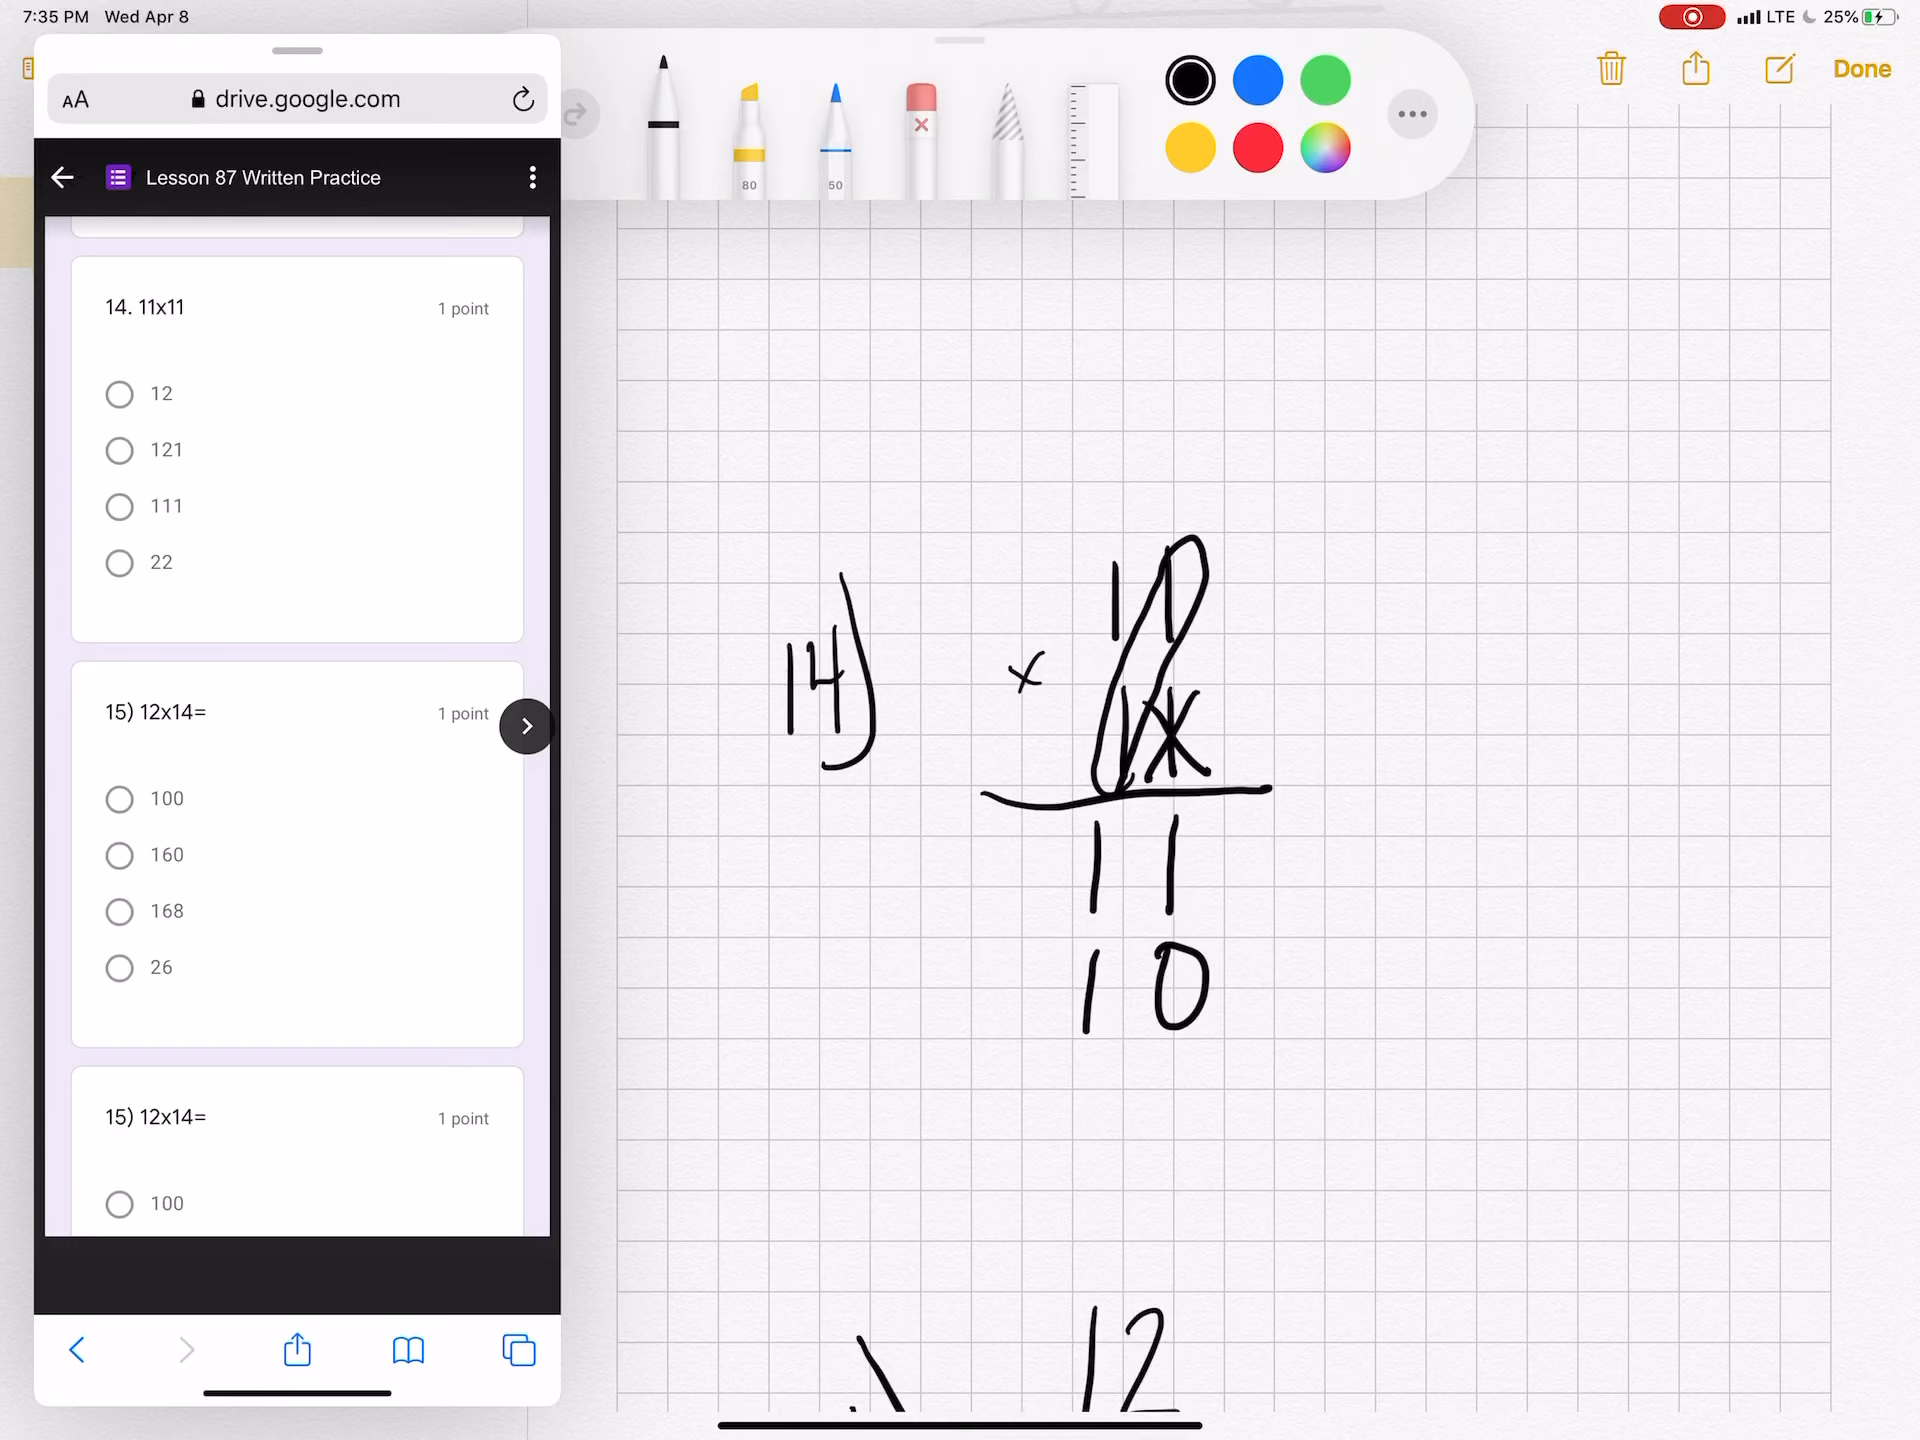 7:35 PM Wed Apr 8
LTE 25%
AA drive.google.com
Done
80
50
Lesson 87 Written Practice
14. 11x11 1 point
12
121
111
22
15) 12x14= 1 point
100
160
168
26
15) 12x14= 1 point
100
14)
11
x 11
11
10
12